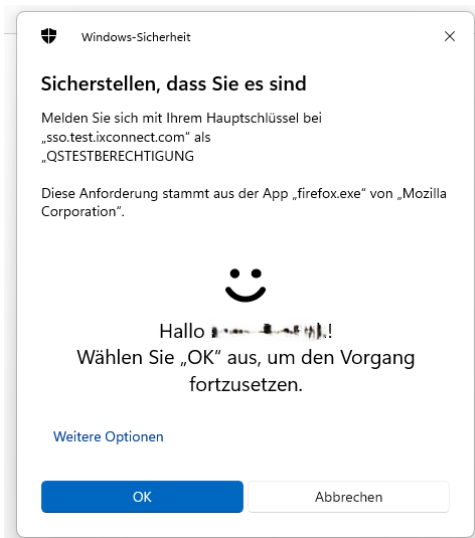 Windows-Sicherheit
Sicherstellen, dass Sie es sind
Melden Sie sich mit Ihrem Hauptschlüssel bei
„sso.test.ixconnect.com“ als
„QSTESTBERECHTIGUNG
Diese Anforderung stammt aus der App „firefox.exe“ von „Mozilla
Corporation“.
Hallo !
Wählen Sie „OK“ aus, um den Vorgang
fortzusetzen.
Weitere Optionen
OK
Abbrechen